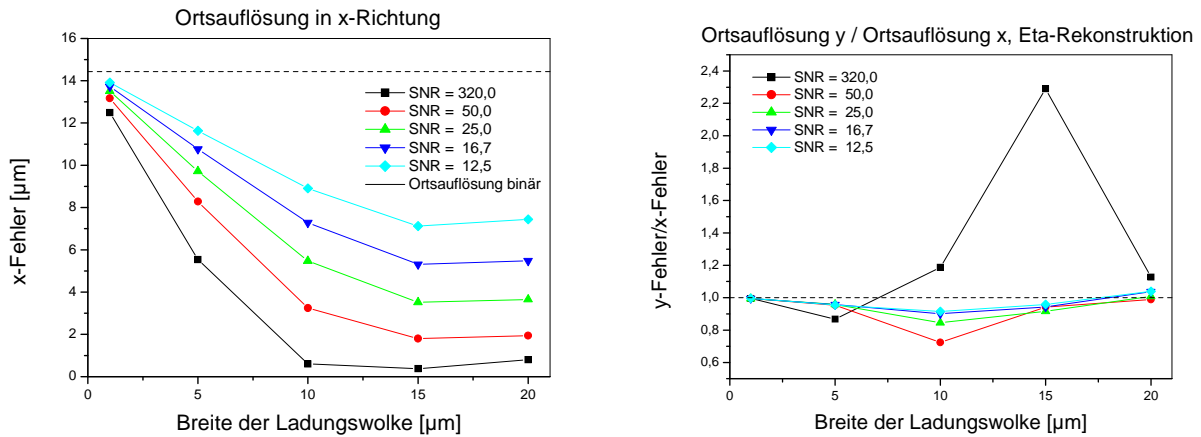 Ortsauflösung in x-Richtung
16
14
12
10
8
6
4
2
0
x-Fehler [µm]
SNR = 320,0
SNR = 50,0
SNR = 25,0
SNR = 16,7
SNR = 12,5
Ortsauflösung binär
0
5
10
15
20
Breite der Ladungswolke [µm]
Ortsauflösung y / Ortsauflösung x, Eta-Rekonstruktion
2,4
2,2
2,0
1,8
1,6
1,4
1,2
1,0
0,8
0,6
y-Fehler/x-Fehler
SNR = 320,0
SNR = 50,0
SNR = 25,0
SNR = 16,7
SNR = 12,5
0
5
10
15
20
Breite der Ladungswolke [µm]